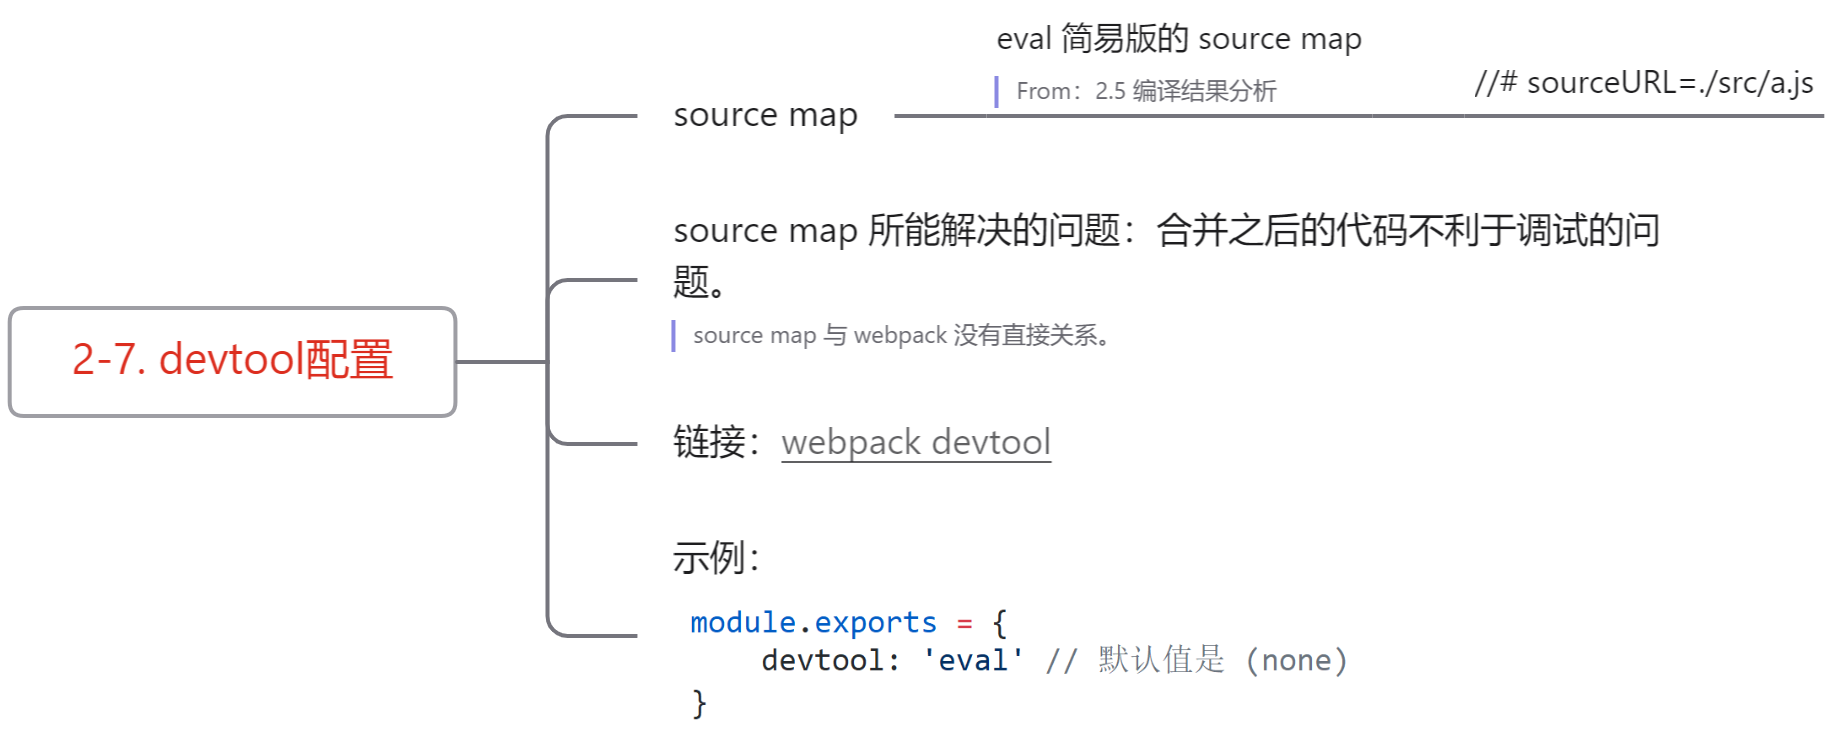 eval 简易版的 source map
From：2.5 编译结果分析
//# sourceURL=./src/a.js
source map
source map 所能解决的问题：合并之后的代码不利于调试的问
题。
source map 与 webpack 没有直接关系。
2-7. devtool配置
链接：webpack devtool
示例：
module.exports = {
    devtool: 'eval' // 默认值是 (none)
}